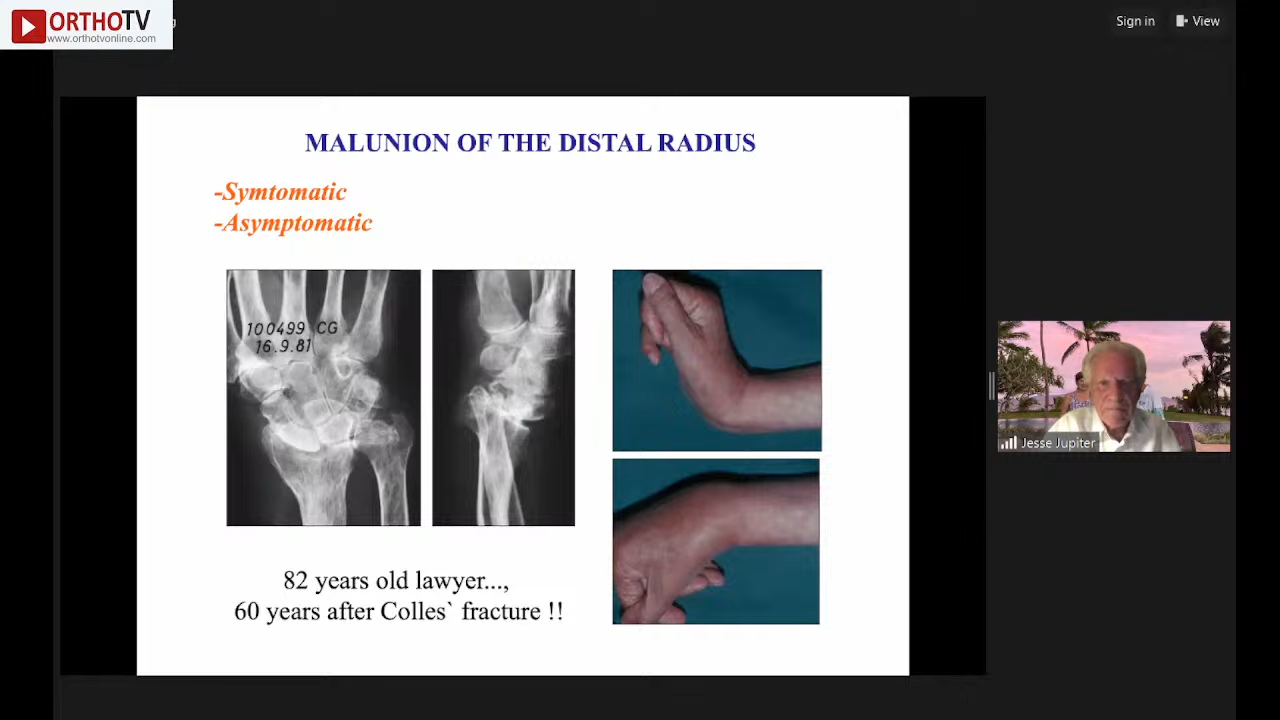 ORTHOTV
www.orthotvonline.com
Sign in
View
MALUNION OF THE DISTAL RADIUS
-Symtomatic
-Asymptomatic
100499 CG
16.9.81
82 years old lawyer...,
60 years after Colles` fracture !!
Jesse Jupiter